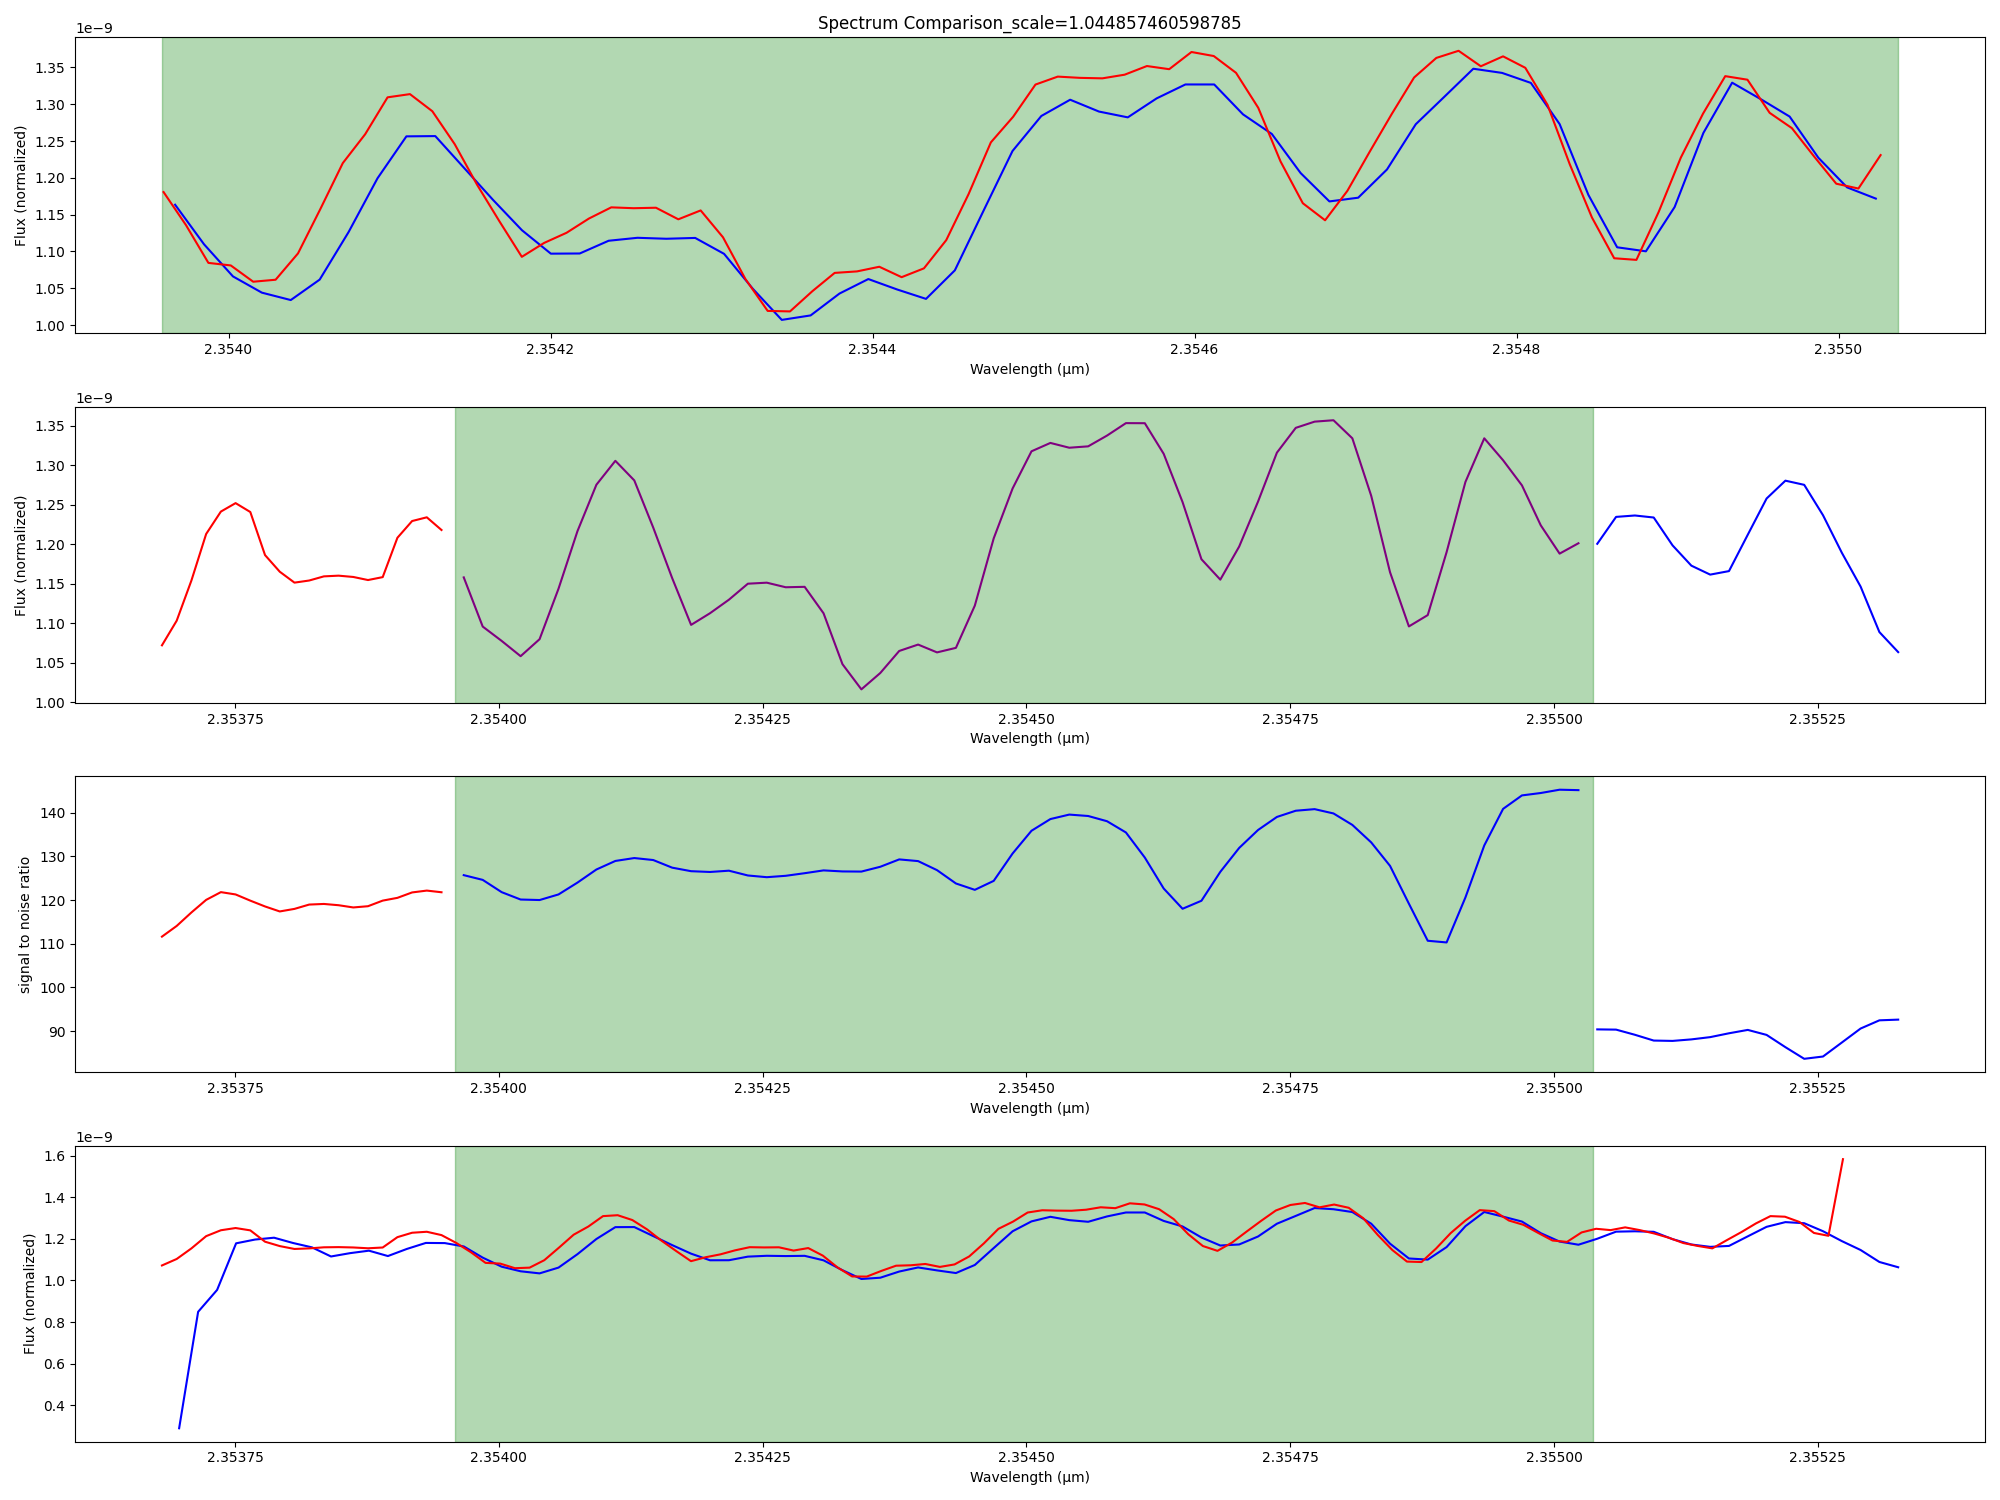 Spectrum Comparison_scale=1.044857460598785
1e−9
1.35
1.30
1.25
1.20
1.15
1.10
1.05
1.00
Flux (normalized)
2.3540 2.3542 2.3544 2.3546 2.3548 2.3550
Wavelength (μm)
1e−9
1.35
1.30
1.25
1.20
1.15
1.10
1.05
1.00
Flux (normalized)
2.35375 2.35400 2.35425 2.35450 2.35475 2.35500 2.35525
Wavelength (μm)
140
130
120
110
100
90
signal to noise ratio
2.35375 2.35400 2.35425 2.35450 2.35475 2.35500 2.35525
Wavelength (μm)
1e−9
1.6
1.4
1.2
1.0
0.8
0.6
0.4
Flux (normalized)
2.35375 2.35400 2.35425 2.35450 2.35475 2.35500 2.35525
Wavelength (μm)